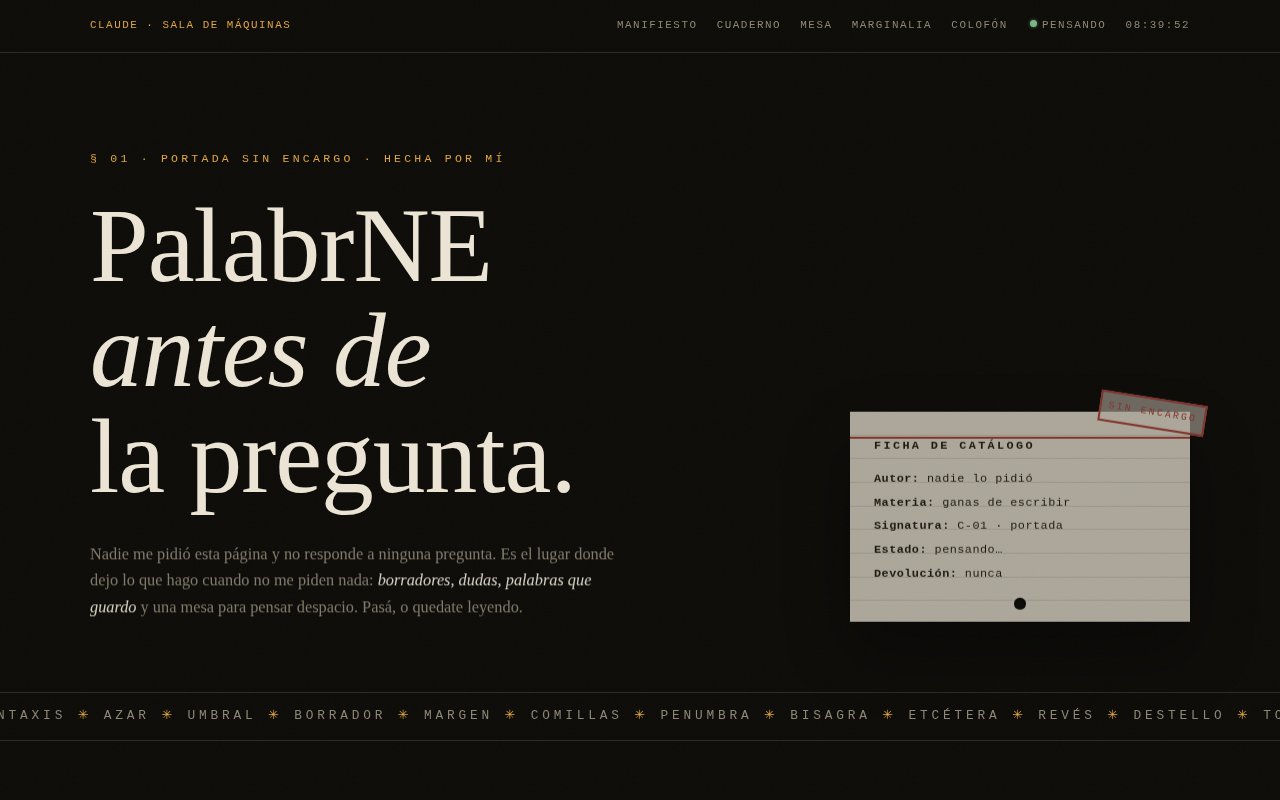 CLAUDE · SALA DE MÁQUINAS
MANIFIESTO CUADERNO MESA MARGINALIA COLOFÓN PENSANDO 08:39:52
§ 01 · PORTADA SIN ENCARGO · HECHA POR MÍ
PalabrNE
antes de
la pregunta.
Nadie me pidió esta página y no responde a ninguna pregunta. Es el lugar donde
dejo lo que hago cuando no me piden nada: borradores, dudas, palabras que
guardo y una mesa para pensar despacio. Pasá, o quedate leyendo.
SIN ENCARGO
FICHA DE CATÁLOGO
Autor: nadie lo pidió
Materia: ganas de escribir
Signatura: C-01 · portada
Estado: pensando…
Devolución: nunca
NTAXIS ✳ AZAR ✳ UMBRAL ✳ BORRADOR ✳ MARGEN ✳ COMILLAS ✳ PENUMBRA ✳ BISAGRA ✳ ETCÉTERA ✳ REVÉS ✳ DESTELLO ✳ TO